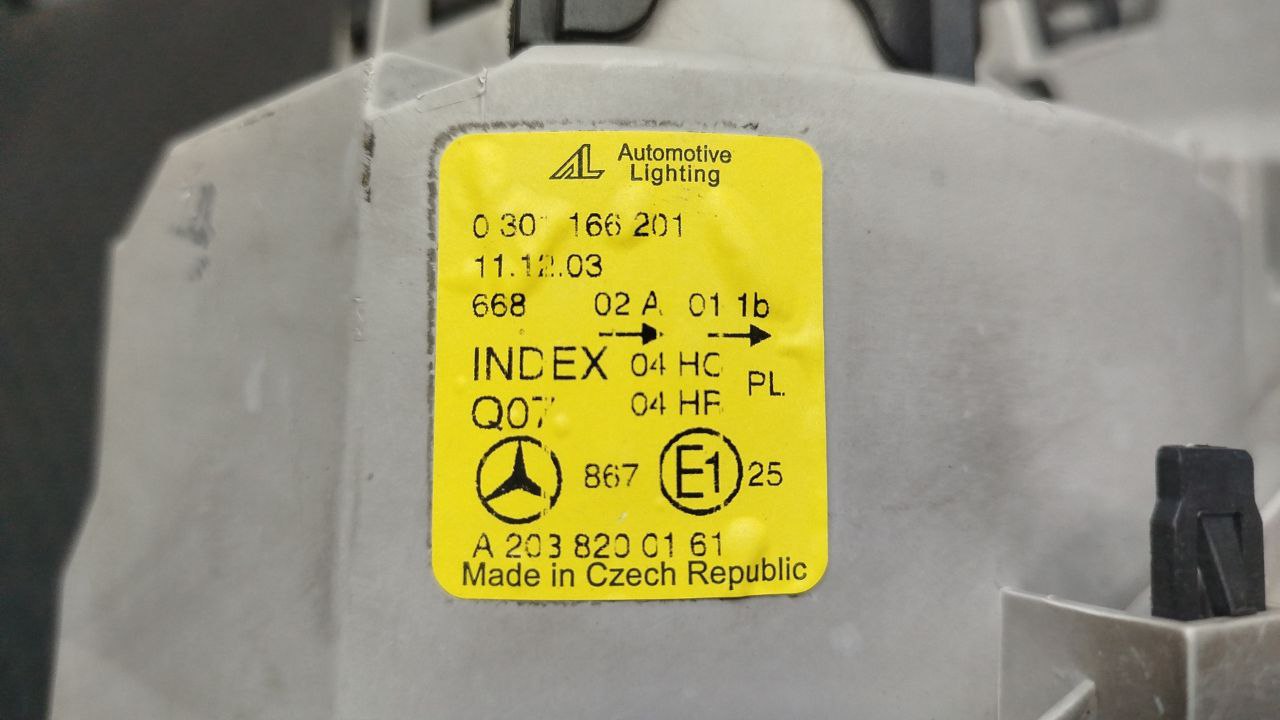 AL Automotive
Lighting
0 301 166 201
11.12.03
668 02 A 01 1b
INDEX 04 HC PL
Q07 04 HR
867 E1 25
A 203 820 01 61
Made in Czech Republic